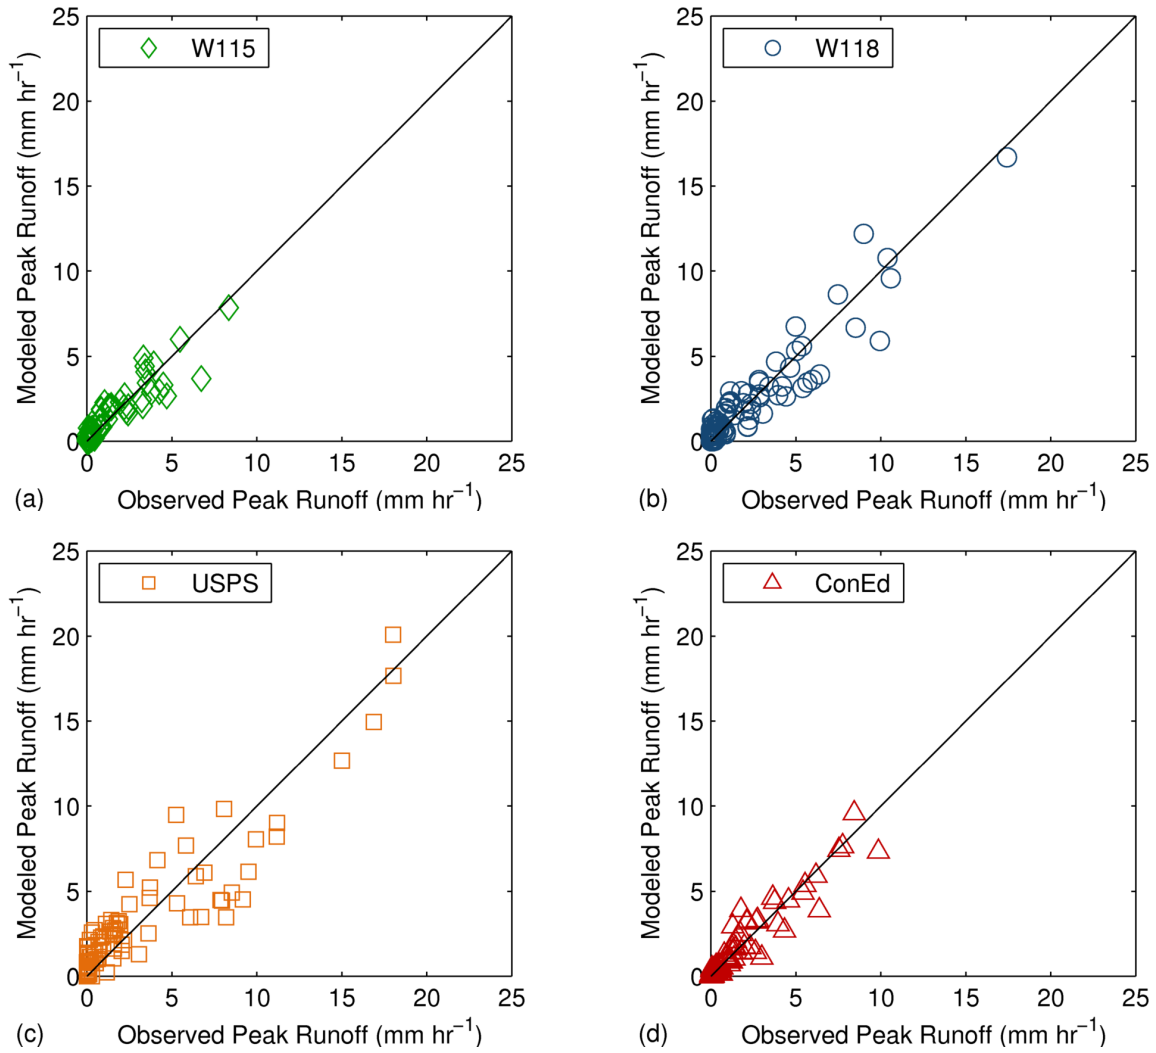 W115
25
20
15
10
5
0
Modeled Peak Runoff (mm hr⁻¹)
0 5 10 15 20 25
(a) Observed Peak Runoff (mm hr⁻¹)
W118
25
20
15
10
5
0
Modeled Peak Runoff (mm hr⁻¹)
0 5 10 15 20 25
(b) Observed Peak Runoff (mm hr⁻¹)
USPS
25
20
15
10
5
0
Modeled Peak Runoff (mm hr⁻¹)
0 5 10 15 20 25
(c) Observed Peak Runoff (mm hr⁻¹)
ConEd
25
20
15
10
5
0
Modeled Peak Runoff (mm hr⁻¹)
0 5 10 15 20 25
(d) Observed Peak Runoff (mm hr⁻¹)